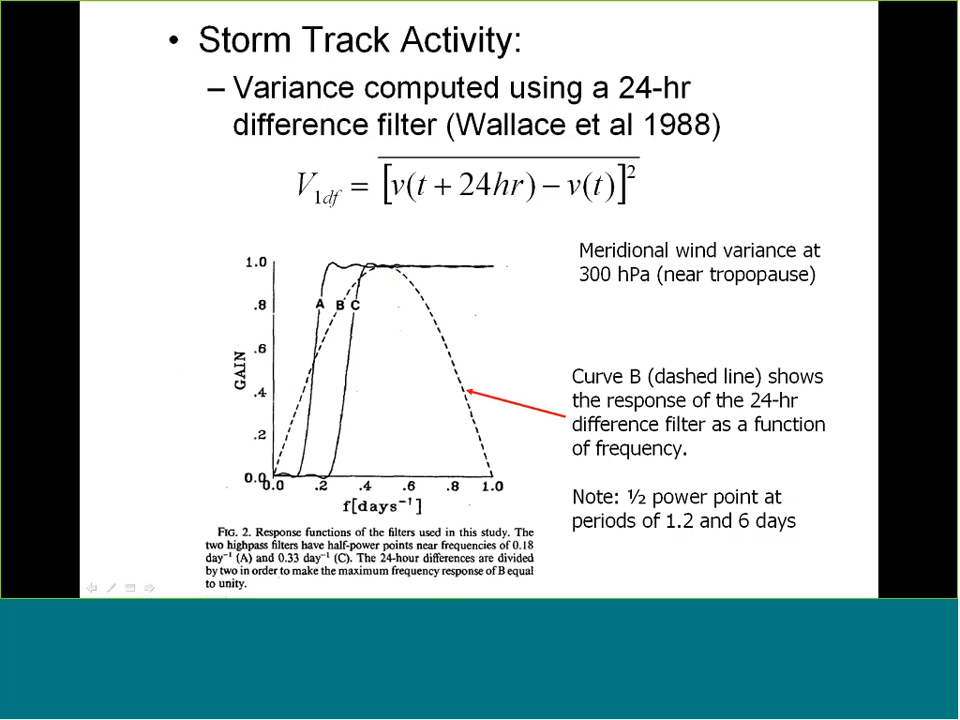 • Storm Track Activity:
– Variance computed using a 24-hr
difference filter (Wallace et al 1988)
V1df = [v(t + 24hr) − v(t)]²
Meridional wind variance at
300 hPa (near tropopause)
1.0
.8
.6
.4
.2
0.0
GAIN
A B C
0.0 .2 .4 .6 .8 1.0
f[days⁻¹]
Curve B (dashed line) shows
the response of the 24-hr
difference filter as a function
of frequency.
Note: ½ power point at
periods of 1.2 and 6 days
FIG. 2. Response functions of the filters used in this study. The
two highpass filters have half-power points near frequencies of 0.18
day⁻¹ (A) and 0.33 day⁻¹ (C). The 24-hour differences are divided
by two in order to make the maximum frequency response of B equal
to unity.